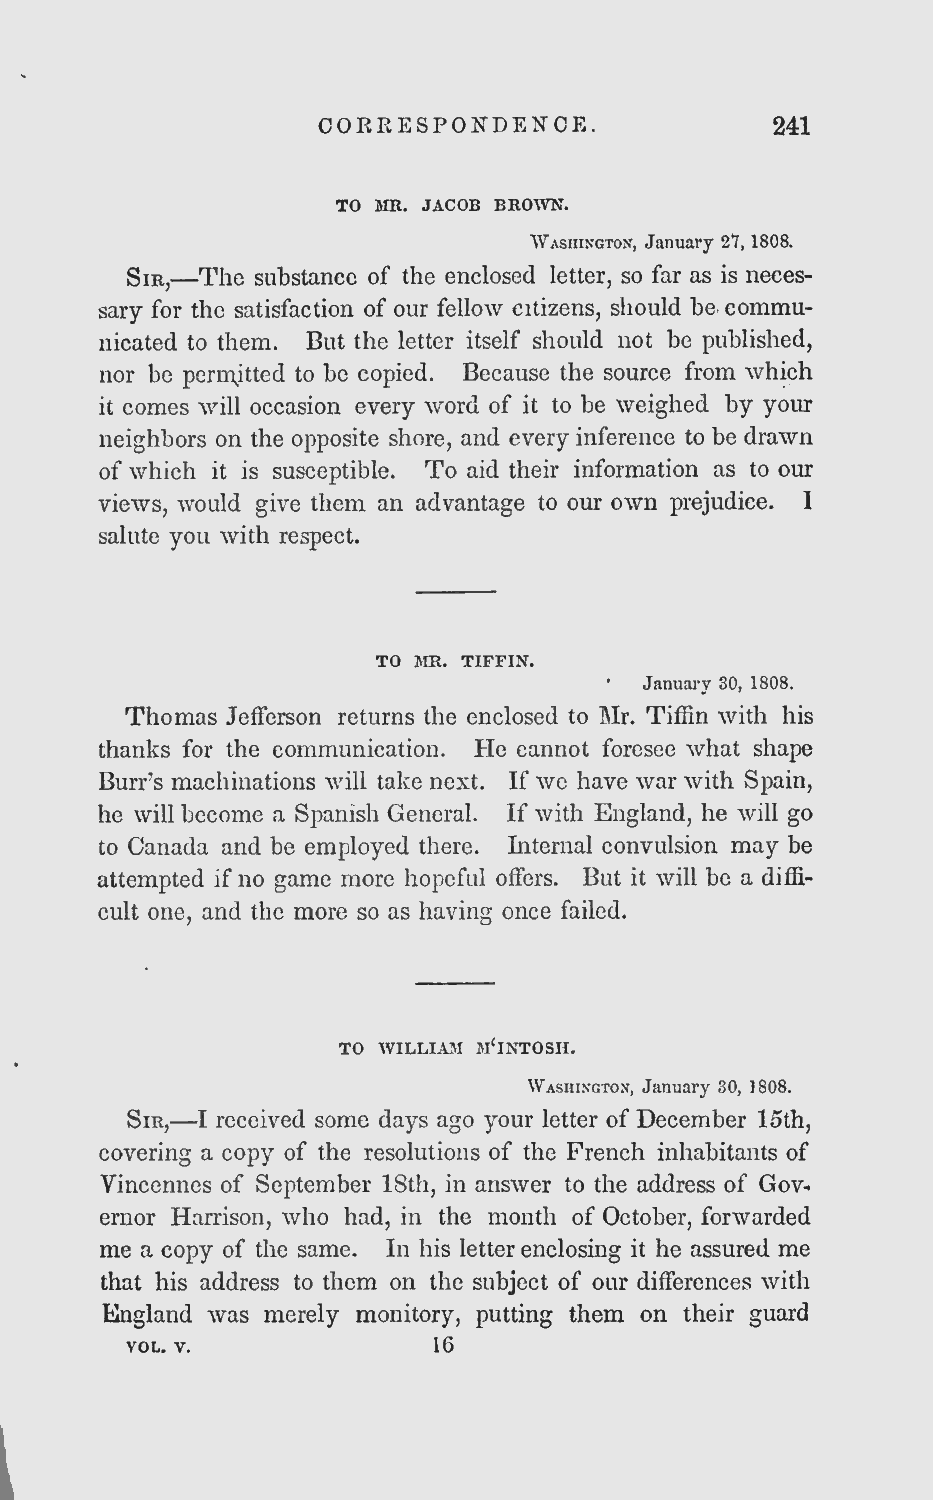 CORRESPONDENCE. 241
TO MR. JACOB BROWN.
WASHINGTON, January 27, 1808.
SIR,—The substance of the enclosed letter, so far as is neces-
sary for the satisfaction of our fellow citizens, should be commu-
nicated to them. But the letter itself should not be published,
nor be permitted to be copied. Because the source from which
it comes will occasion every word of it to be weighed by your
neighbors on the opposite shore, and every inference to be drawn
of which it is susceptible. To aid their information as to our
views, would give them an advantage to our own prejudice. I
salute you with respect.
TO MR. TIFFIN.
January 30, 1808.
Thomas Jefferson returns the enclosed to Mr. Tiffin with his
thanks for the communication. He cannot foresee what shape
Burr's machinations will take next. If we have war with Spain,
he will become a Spanish General. If with England, he will go
to Canada and be employed there. Internal convulsion may be
attempted if no game more hopeful offers. But it will be a diffi-
cult one, and the more so as having once failed.
TO WILLIAM M‘INTOSH.
WASHINGTON, January 30, 1808.
SIR,—I received some days ago your letter of December 15th,
covering a copy of the resolutions of the French inhabitants of
Vincennes of September 18th, in answer to the address of Gov-
ernor Harrison, who had, in the month of October, forwarded
me a copy of the same. In his letter enclosing it he assured me
that his address to them on the subject of our differences with
England was merely monitory, putting them on their guard
VOL. V. 16